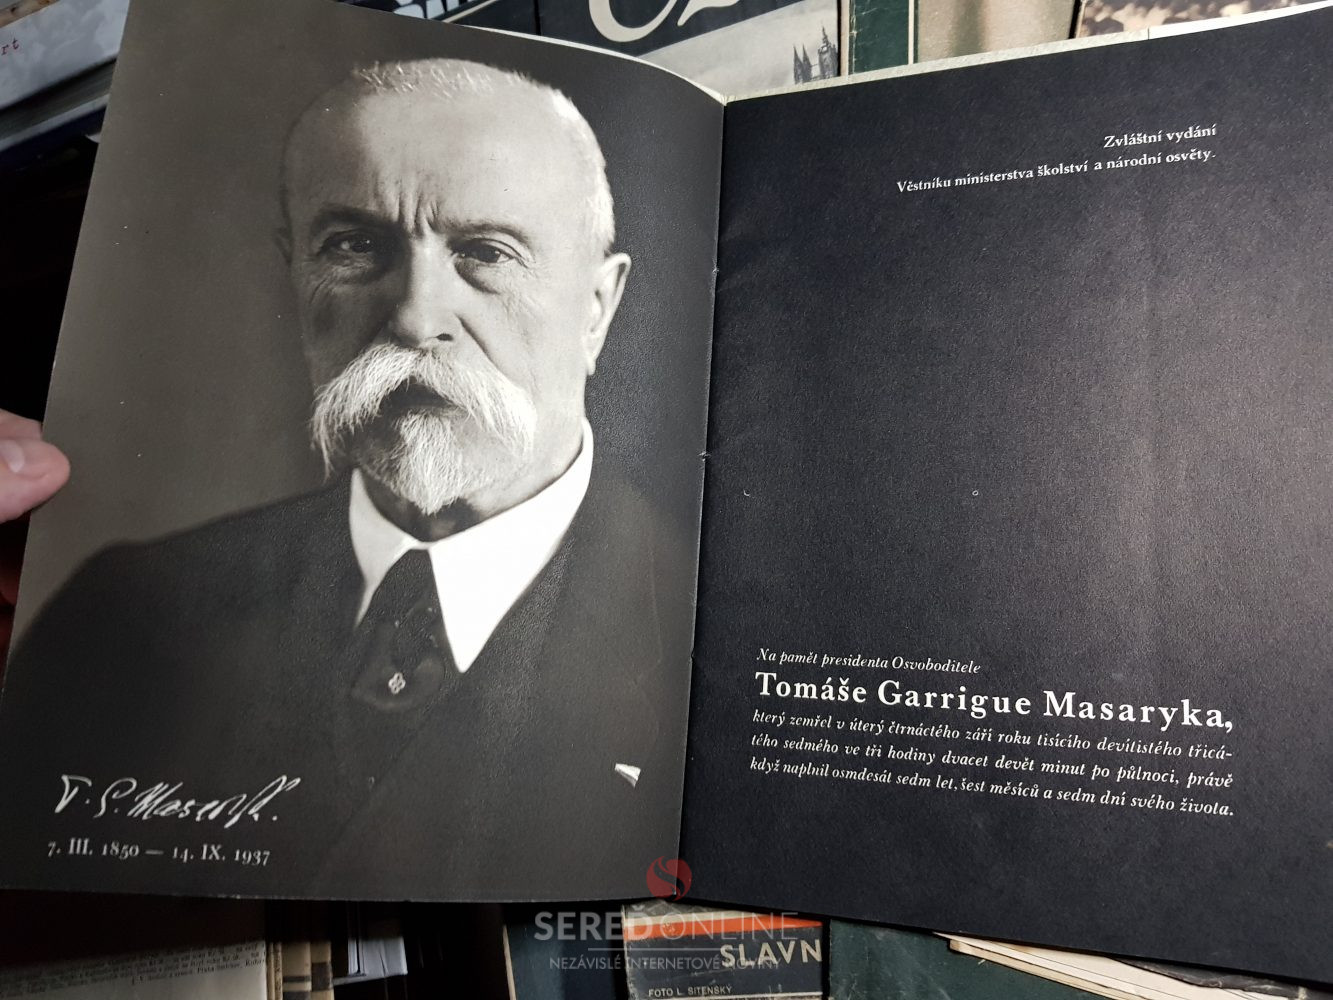 rt
Zvláštní vydání
Věstníku ministerstva školství a národní osvěty.
Na pamět presidenta Osvoboditele
Tomáše Garrigue Masaryka,
který zemřel v úterý čtrnáctého září roku tisícího devítistého třicá-
tého sedmého ve tři hodiny dvacet devět minut po půlnoci, právě
když naplnil osmdesát sedm let, šest měsíců a sedm dní svého života.
T. G. Masaryk.
7. III. 1850 — 14. IX. 1937
SEREĎONLINE
NEZÁVISLÉ INTERNETOVÉ NOVINY
SLAVN
FOTO L. SITENSKÝ